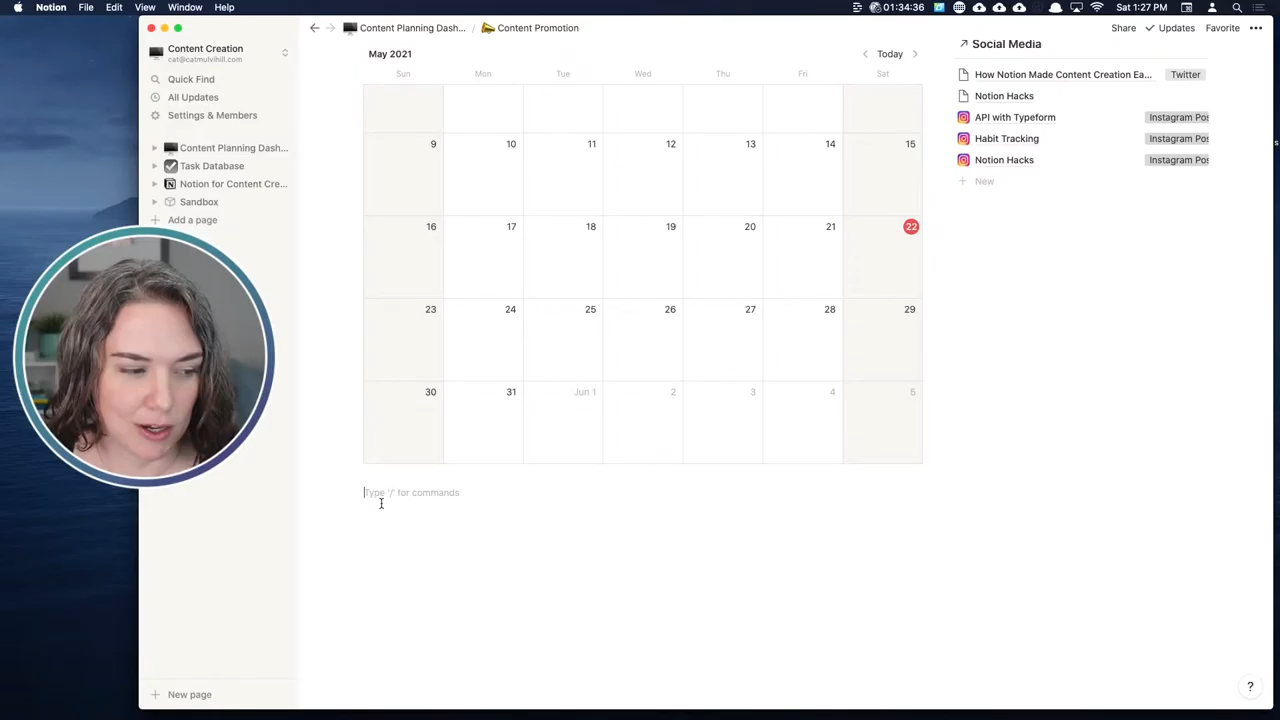 Notion File Edit View Window Help
01:04:36
Sat 1:27 PM
Content Creation
cat@catmulvihill.com
Quick Find
All Updates
Settings & Members
Content Planning Dash...
Task Database
Notion for Content Cre...
Sandbox
Add a page
New page
Content Planning Dash... / Content Promotion
Share Updates Favorite
May 2021
Today
Sun Mon Tue Wed Thu Fri Sat
9 10 11 12 13 14 15
16 17 18 19 20 21 22
23 24 25 26 27 28 29
30 31 Jun 1 2 3 4 5
Type '/' for commands
Social Media
How Notion Made Content Creation Ea... Twitter
Notion Hacks
API with Typeform Instagram Pos
Habit Tracking Instagram Pos
Notion Hacks Instagram Pos
New
?